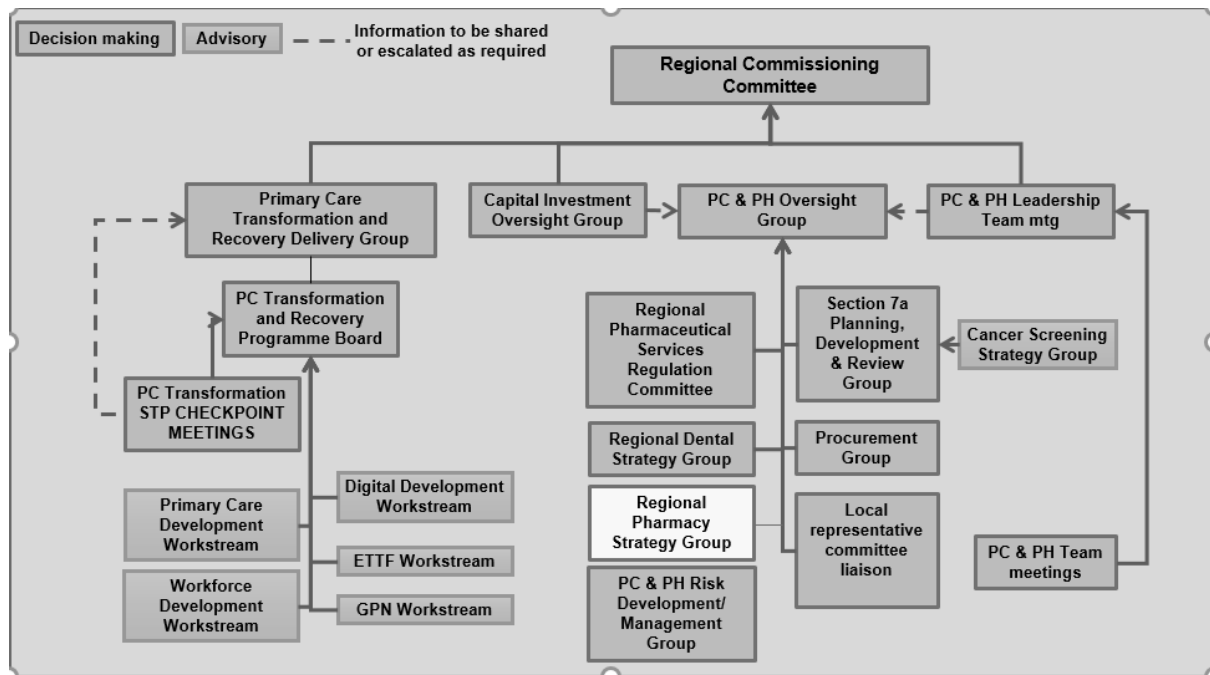 Decision making
Advisory
Information to be shared
or escalated as required
Regional Commissioning
Committee
Primary Care
Transformation and
Recovery Delivery Group
Capital Investment
Oversight Group
PC & PH Oversight
Group
PC & PH Leadership
Team mtg
PC Transformation
and Recovery
Programme Board
PC Transformation
STP CHECKPOINT
MEETINGS
Primary Care
Development
Workstream
Workforce
Development
Workstream
Digital Development
Workstream
ETTF Workstream
GPN Workstream
Regional
Pharmaceutical
Services
Regulation
Committee
Section 7a
Planning,
Development
& Review
Group
Cancer Screening
Strategy Group
Regional Dental
Strategy Group
Procurement
Group
Regional
Pharmacy
Strategy Group
Local
representative
committee
liaison
PC & PH Risk
Development/
Management
Group
PC & PH Team
meetings